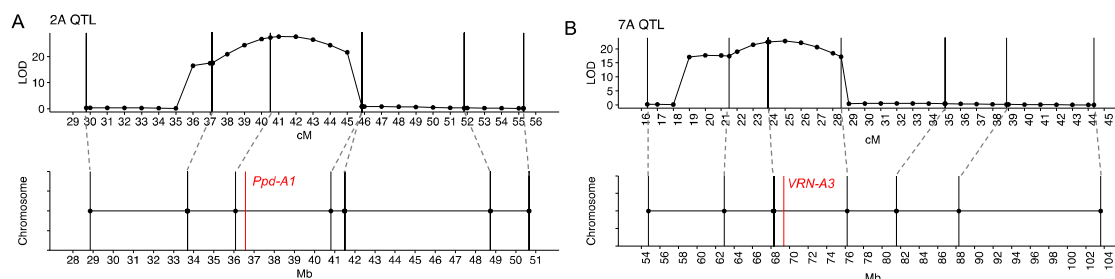 A
2A QTL
LOD
20
10
0
29 30 31 32 33 34 35 36 37 38 39 40 41 42 43 44 45 46 47 48 49 50 51 52 53 54 55 56
cM
Chromosome
Ppd-A1
28 29 30 31 32 33 34 35 36 37 38 39 40 41 42 43 44 45 46 47 48 49 50 51
Mb
B
7A QTL
LOD
20
15
10
5
0
16 17 18 19 20 21 22 23 24 25 26 27 28 29 30 31 32 33 34 35 36 37 38 39 40 41 42 43 44 45
cM
Chromosome
VRN-A3
54 56 58 60 62 64 66 68 70 72 74 76 78 80 82 84 86 88 90 92 94 96 98 100 102 104
Mb